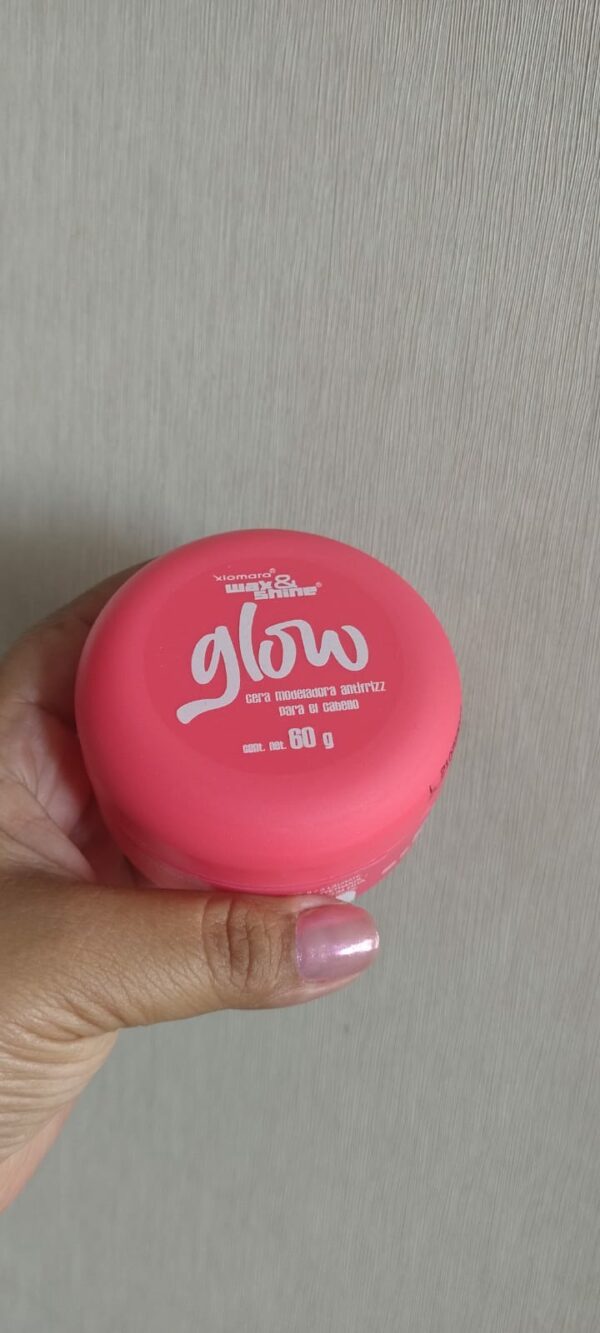 xiomara®
wax&
shine®
glow
cera modeladora antifrizz
para el cabello
cont. net. 60 g